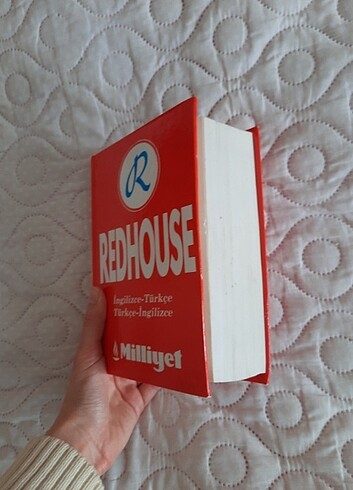 R
REDHOUSE
İngilizce-Türkçe
Türkçe-İngilizce
Milliyet